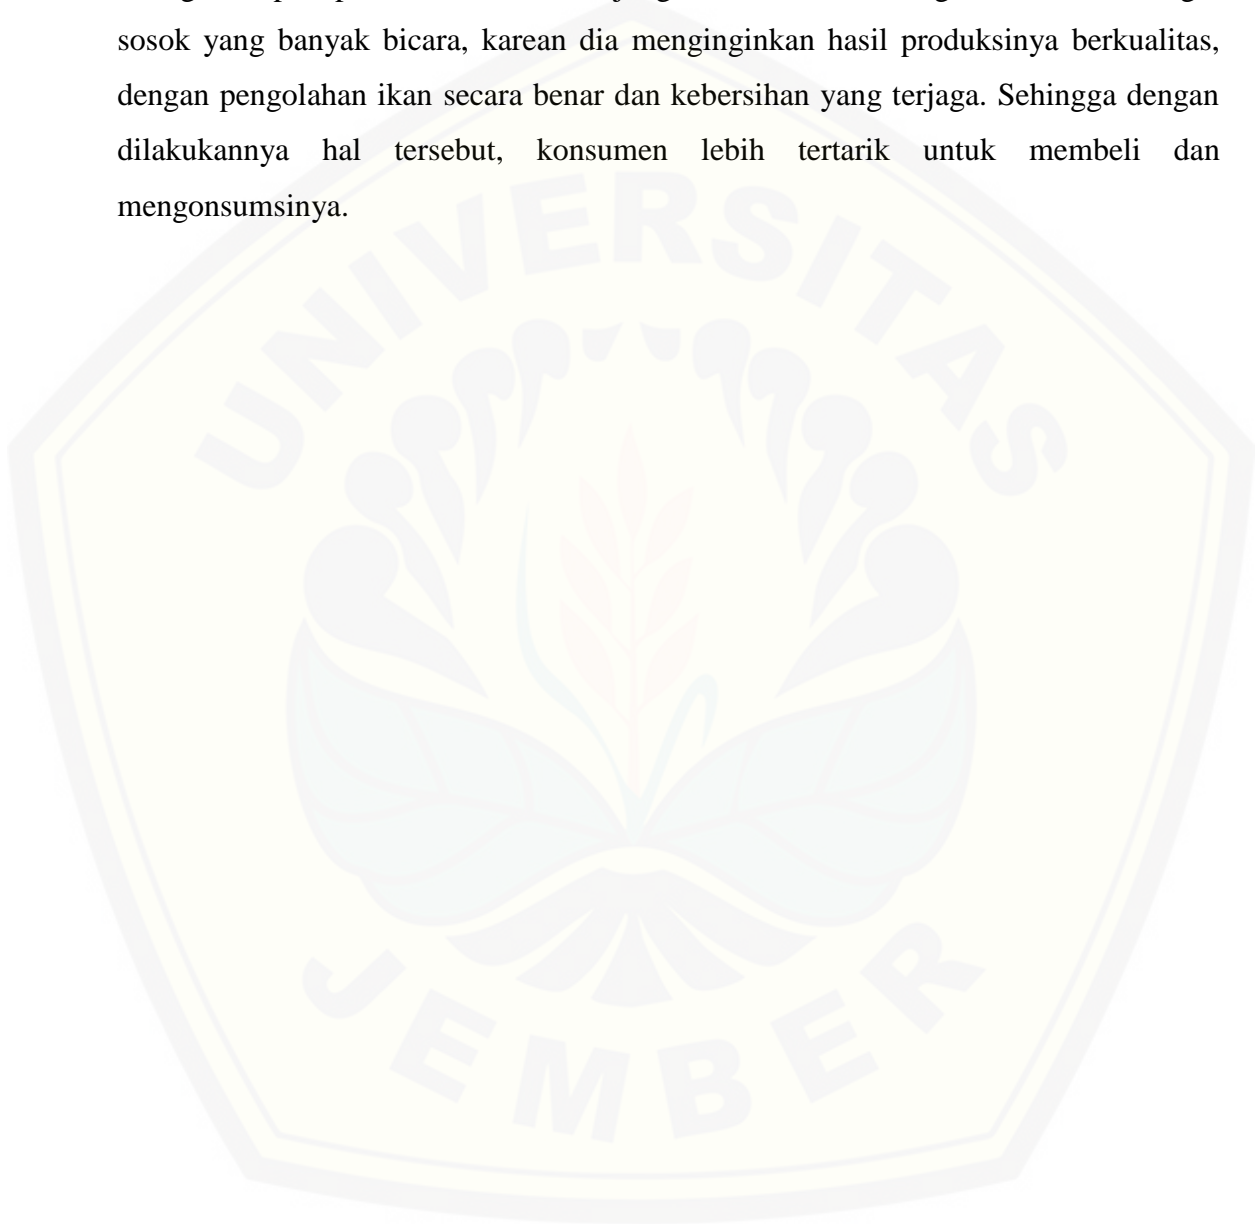 sosok yang banyak bicara, karean dia menginginkan hasil produksinya berkualitas,
dengan pengolahan ikan secara benar dan kebersihan yang terjaga. Sehingga dengan
dilakukannya hal tersebut, konsumen lebih tertarik untuk membeli dan
mengonsumsinya.
UNIVERSITAS
JEMBER